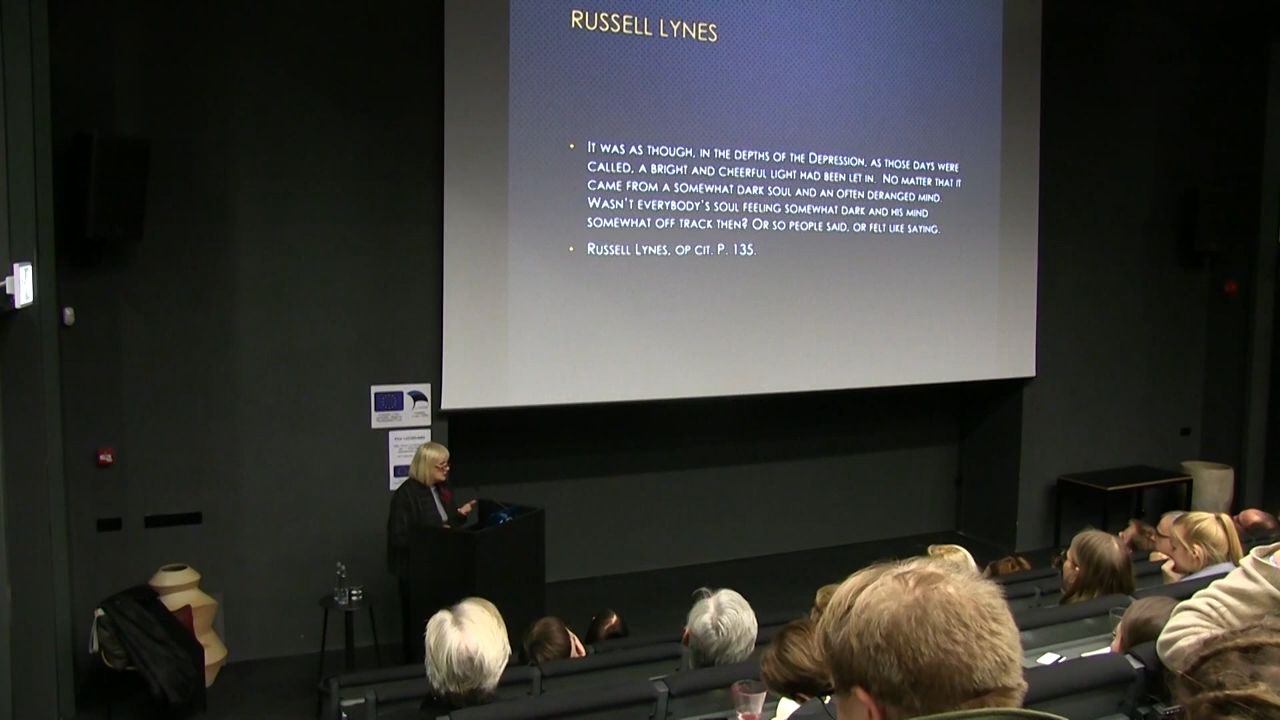 RUSSELL LYNES
• IT WAS AS THOUGH, IN THE DEPTHS OF THE DEPRESSION, AS THOSE DAYS WERE
CALLED, A BRIGHT AND CHEERFUL LIGHT HAD BEEN LET IN. NO MATTER THAT IT
CAME FROM A SOMEWHAT DARK SOUL AND AN OFTEN DERANGED MIND.
WASN'T EVERYBODY'S SOUL FEELING SOMEWHAT DARK AND HIS MIND
SOMEWHAT OFF TRACK THEN? OR SO PEOPLE SAID, OR FELT LIKE SAYING.
• RUSSELL LYNES, OP CIT. P. 135.